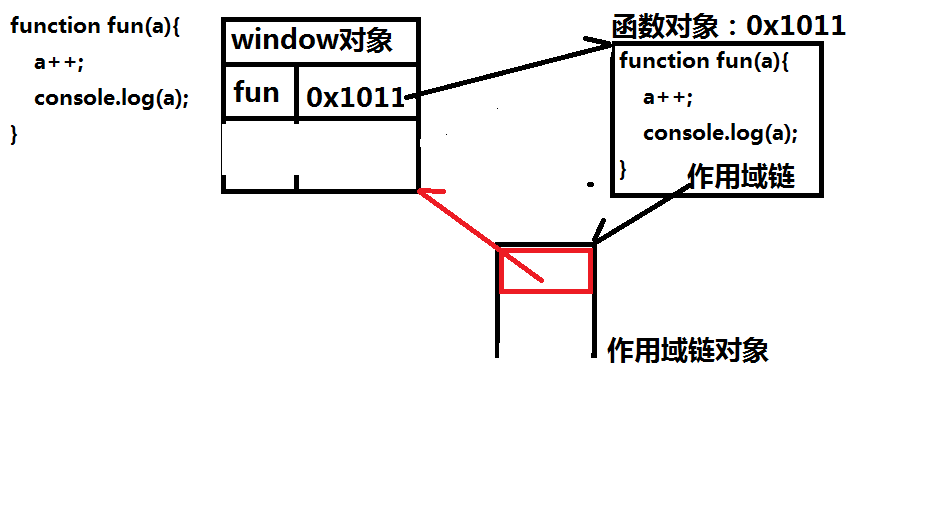 function fun(a){
a++;
console.log(a);
}
window对象
fun
0x1011
函数对象：0x1011
function fun(a){
a++;
console.log(a);
}
作用域链
作用域链对象